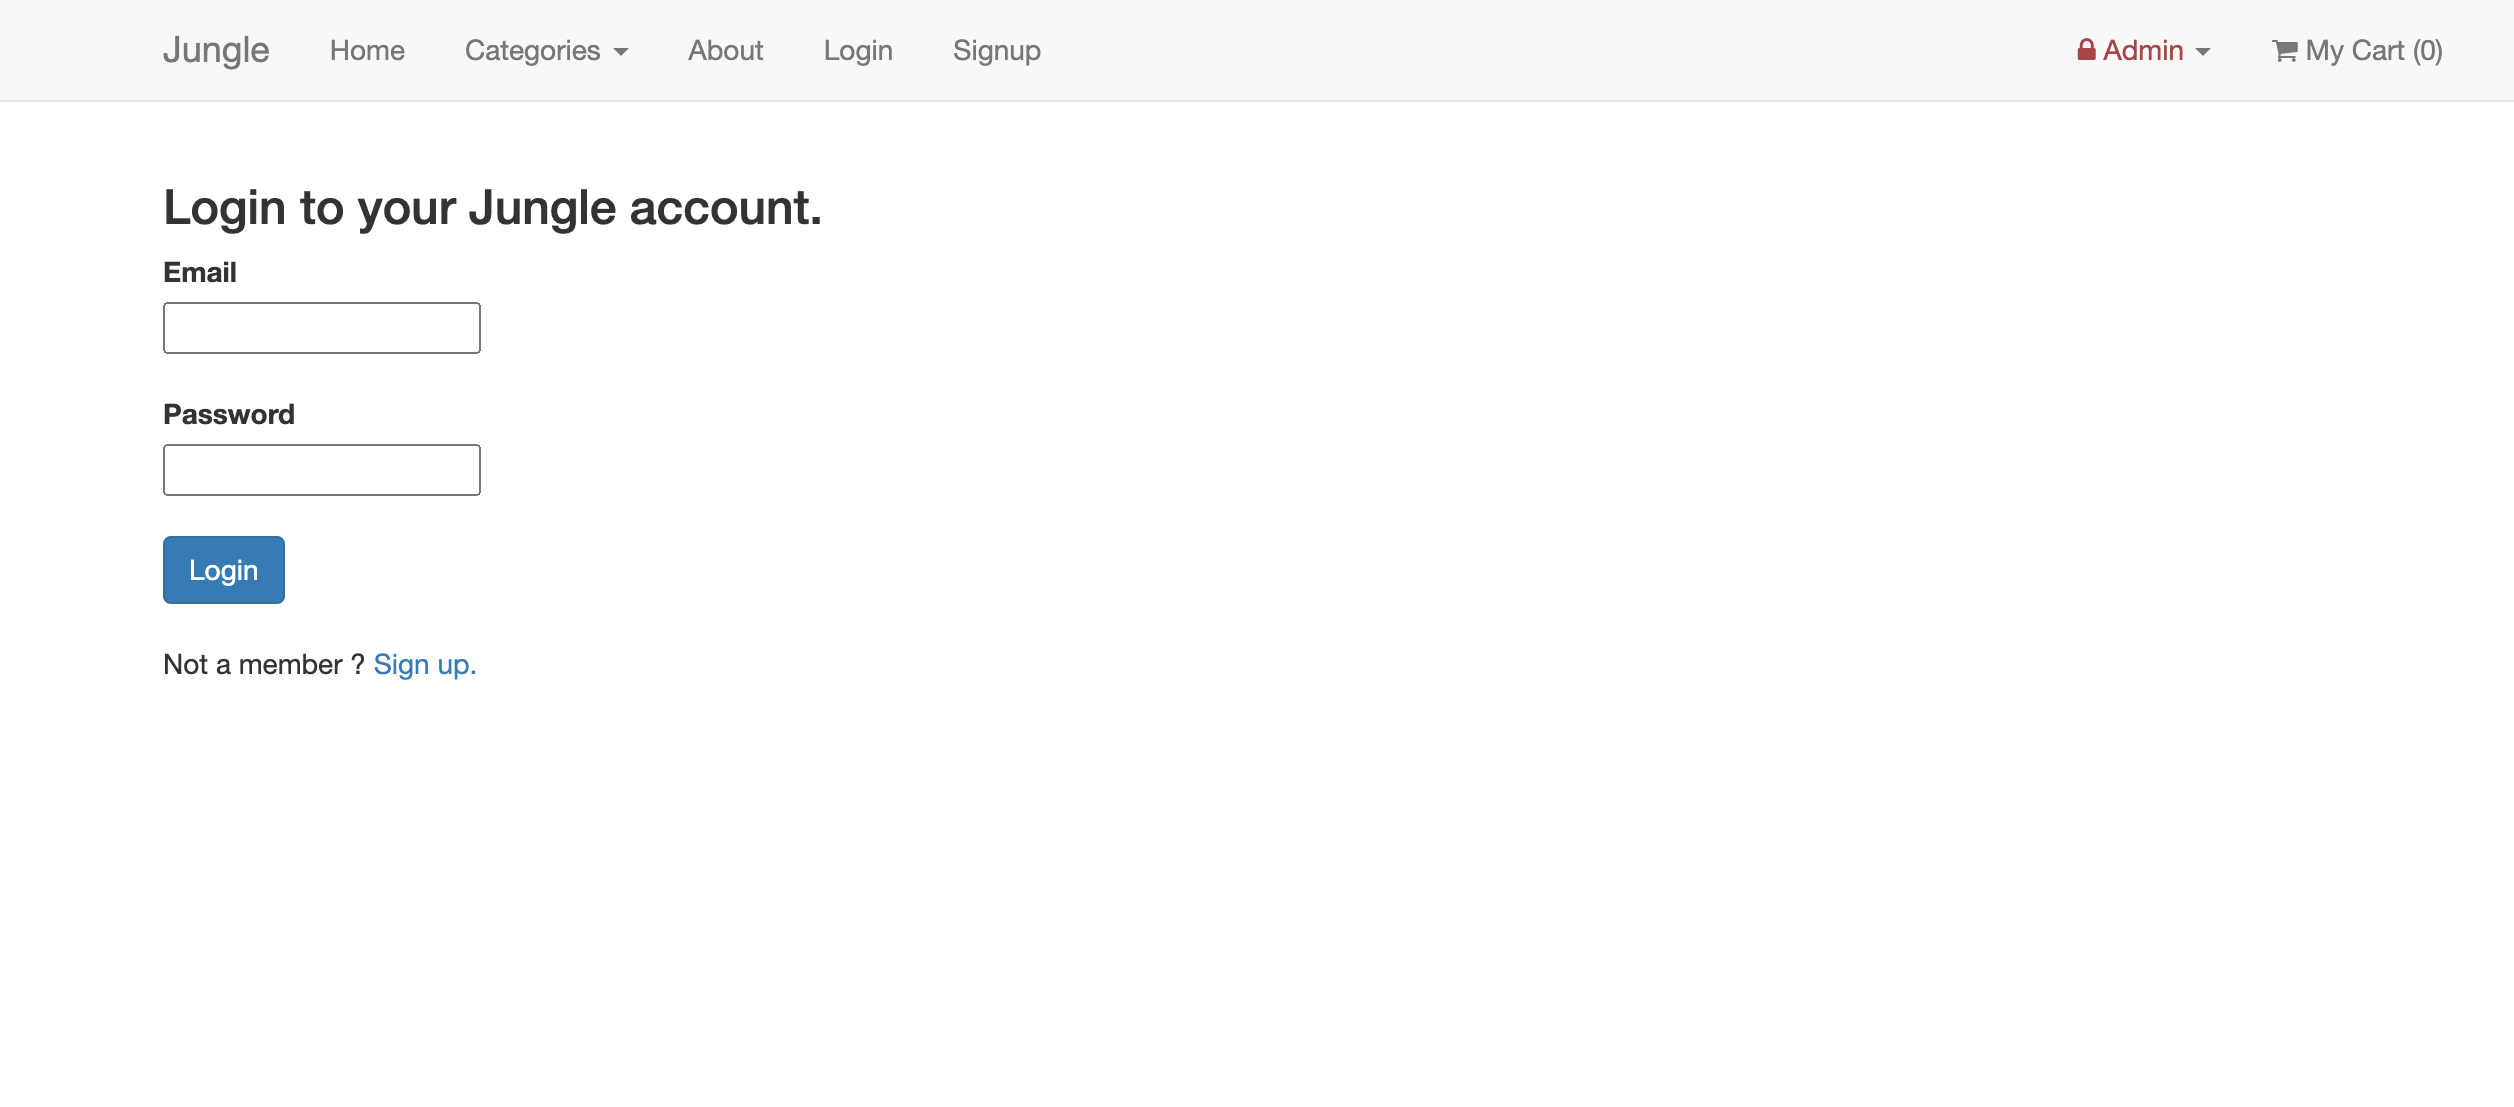 Jungle Home Categories About Login Signup Admin My Cart (0)
Login to your Jungle account.
Email
Password
Login
Not a member ? Sign up.